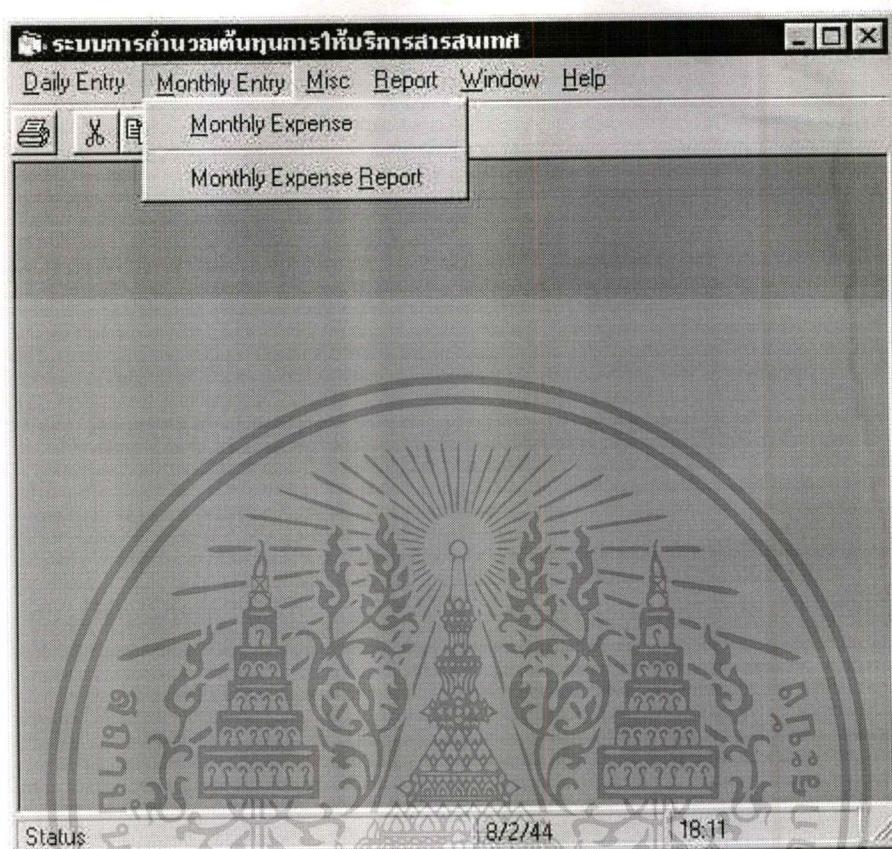 ระบบการคำนวณต้นทุนการให้บริการสารสนเทศ
Daily Entry Monthly Entry Misc Report Window Help
Monthly Expense
Monthly Expense Report
Status 8/2/44 18:11